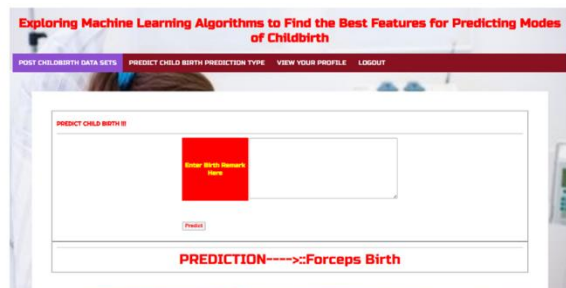 Exploring Machine Learning Algorithms to Find the Best Features for Predicting Modes
of Childbirth
POST CHILDBIRTH DATA SETS PREDICT CHILD BIRTH PREDICTION TYPE VIEW YOUR PROFILE LOGOUT
PREDICT CHILD BIRTH !!!
Enter Birth Remark
Here
Predict
PREDICTION---->::Forceps Birth